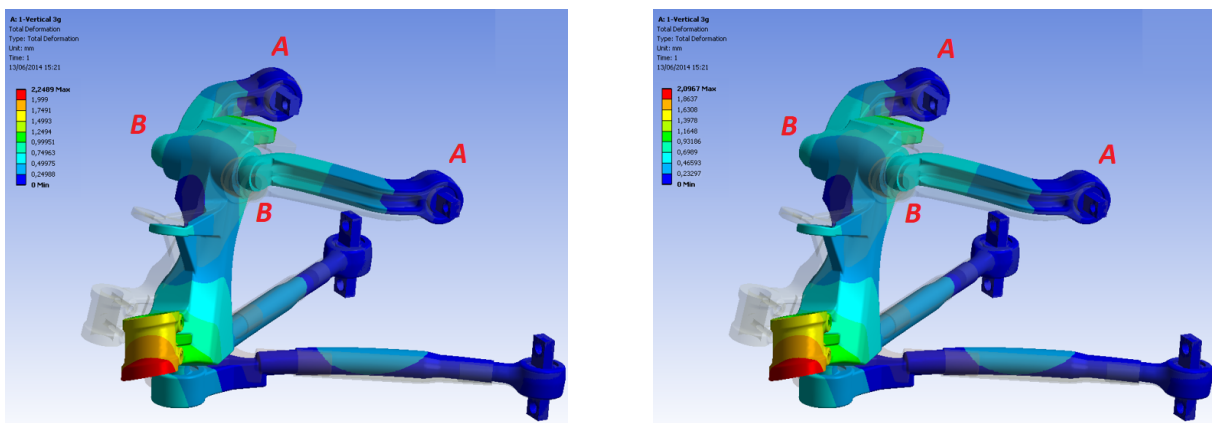 A: 1-Vertical 3g
Total Deformation
Type: Total Deformation
Unit: mm
Time: 1
13/06/2014 15:21
2,2489 Max
1,999
1,7491
1,4993
1,2494
0,99951
0,74963
0,49975
0,24988
0 Min
A
B
A
B
A: 1-Vertical 3g
Total Deformation
Type: Total Deformation
Unit: mm
Time: 1
13/06/2014 15:21
2,0967 Max
1,8637
1,6308
1,3978
1,1648
0,93186
0,6989
0,46593
0,23297
0 Min
A
B
A
B